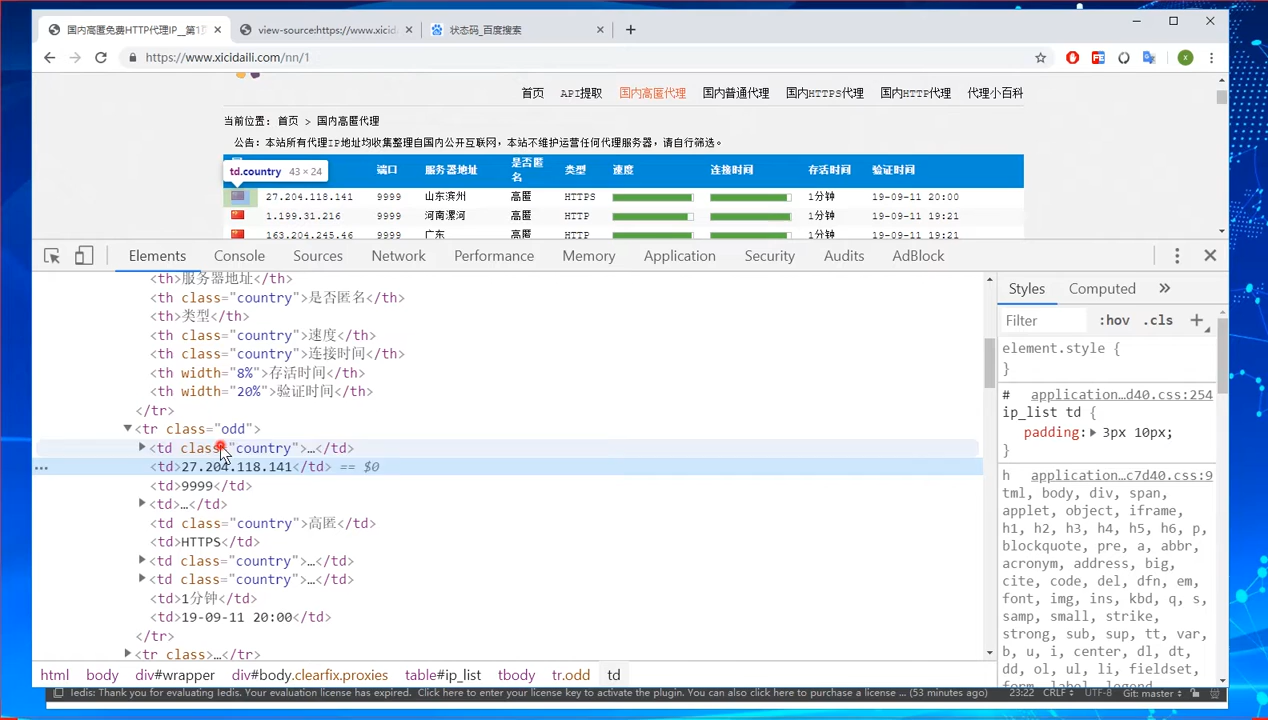 国内高匿免费HTTP代理IP__第1页
view-source:https://www.xicida
状态码_百度搜索
https://www.xicidaili.com/nn/1
首页 API提取 国内高匿代理 国内普通代理 国内HTTPS代理 国内HTTP代理 代理小百科
当前位置: 首页 > 国内高匿代理
公告: 本站所有代理IP地址均收集整理自国内公开互联网, 本站不维护运营任何代理服务器, 请自行筛选。
td.country 43 × 24
端口 服务器地址 是否匿名 类型 速度 连接时间 存活时间 验证时间
27.204.118.141 9999 山东滨州 高匿 HTTPS 1分钟 19-09-11 20:00
1.199.31.216 9999 河南漯河 高匿 HTTP 1分钟 19-09-11 19:21
163.204.245.46 9999 广东 高匿 HTTP 1分钟 19-09-11 19:21
Elements Console Sources Network Performance Memory Application Security Audits AdBlock
<th>服务器地址</th>
<th class="country">是否匿名</th>
<th>类型</th>
<th class="country">速度</th>
<th class="country">连接时间</th>
<th width="8%">存活时间</th>
<th width="20%">验证时间</th>
</tr>
<tr class="odd">
<td class="country">…</td>
<td>27.204.118.141</td> == $0
<td>9999</td>
<td>…</td>
<td class="country">高匿</td>
<td>HTTPS</td>
<td class="country">…</td>
<td class="country">…</td>
<td>1分钟</td>
<td>19-09-11 20:00</td>
</tr>
<tr class>…</tr>
html body div#wrapper div#body.clearfix.proxies table#ip_list tbody tr.odd td
Styles Computed »
Filter :hov .cls +
element.style {
}
# application…d40.css:254
ip_list td {
padding: 3px 10px;
}
h application…c7d40.css:9
tml, body, div, span,
applet, object, iframe,
h1, h2, h3, h4, h5, h6, p,
blockquote, pre, a, abbr,
acronym, address, big,
cite, code, del, dfn, em,
font, img, ins, kbd, q, s,
samp, small, strike,
strong, sub, sup, tt, var,
b, u, i, center, dl, dt,
dd, ol, ul, li, fieldset,
form, label, legend,
Iedis: Thank you for evaluating Iedis. Your evaluation license has expired. Click here to enter your license key to activate the plugin. You can also click here to purchase a license ... (53 minutes ago) 23:22 CRLF UTF-8 Git: master